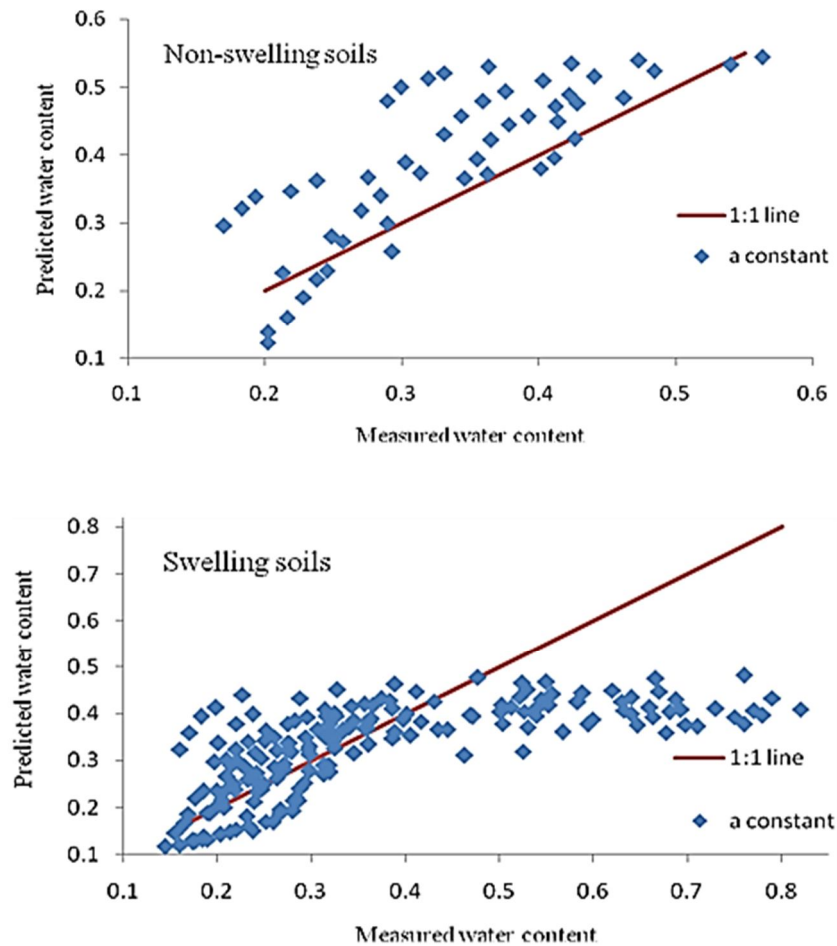 0.6
Non-swelling soils
0.5
0.4
0.3
0.2
0.1
Predicted water content
1:1 line
a constant
0.1 0.2 0.3 0.4 0.5 0.6
Measured water content
0.8
Swelling soils
0.7
0.6
0.5
0.4
0.3
0.2
0.1
Predicted water content
1:1 line
a constant
0.1 0.2 0.3 0.4 0.5 0.6 0.7 0.8
Measured water content